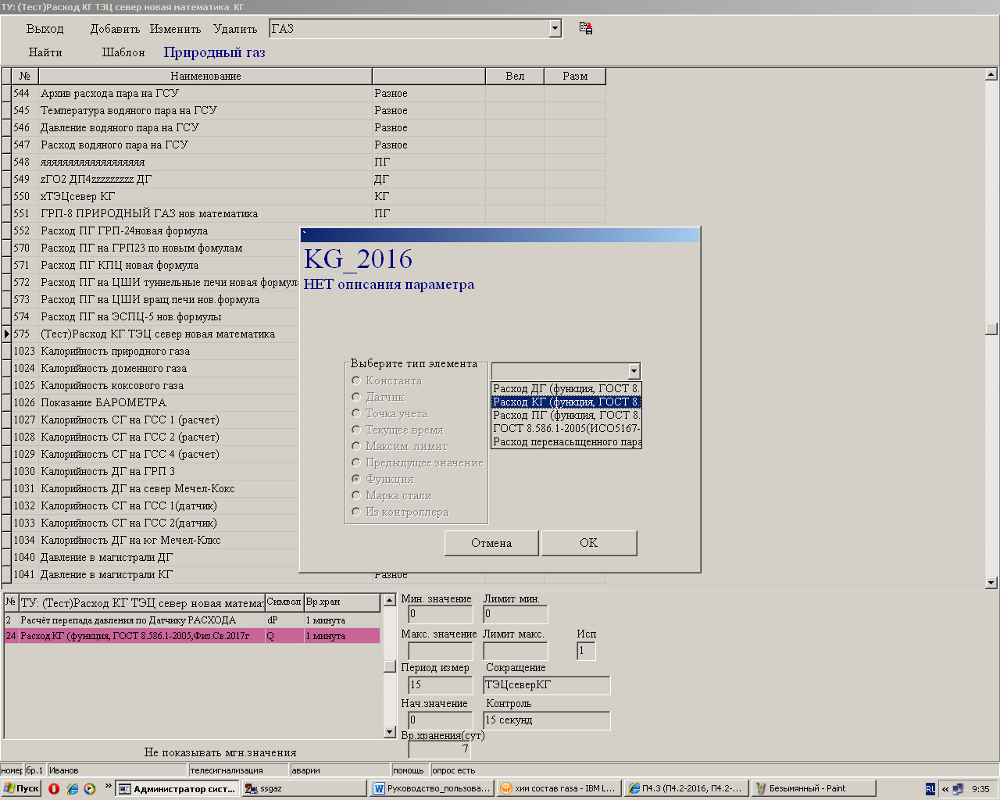 ТУ: (Тест)Расход КГ ТЭЦ север новая математика КГ
Выход Добавить Изменить Удалить ГАЗ
Найти Шаблон Природный газ
№ Наименование Вел Разм
544 Архив расхода пара на ГСУ Разное
545 Температура водяного пара на ГСУ Разное
546 Давление водяного пара на ГСУ Разное
547 Расход водяного пара на ГСУ Разное
548 яяяяяяяяяяяяяяяяяяя ПГ
549 zГО2 ДП4zzzzzzzzz ДГ ДГ
550 хТЭЦсевер КГ КГ
551 ГРП-8 ПРИРОДНЫЙ ГАЗ нов математика ПГ
552 Расход ПГ ГРП-24новая формула
570 Расход ПГ на ГРП23 по новым фомулам
571 Расход ПГ КПЦ новая формула
572 Расход ПГ на ЦШИ туннельные печи новая формула
573 Расход ПГ на ЦШИ вращ.печи нов.формула
574 Расход ПГ на ЭСПЦ-5 нов.формулы
575 (Тест)Расход КГ ТЭЦ север новая математика
1023 Калорийность природного газа
1024 Калорийность доменного газа
1025 Калорийность коксового газа
1026 Показание БАРОМЕТРА
1027 Калорийность СГ на ГСС 1 (расчет)
1028 Калорийность СГ на ГСС 2 (расчет)
1029 Калорийность СГ на ГСС 4 (расчет)
1030 Калорийность ДГ на ГРП 3
1031 Калорийность ДГ на север Мечел-Кокс
1032 Калорийность СГ на ГСС 1(датчик)
1033 Калорийность СГ на ГСС 2(датчик)
1034 Калорийность ДГ на юг Мечел-Клкс
1040 Давление в магистрали ДГ
1041 Давление в магистрали КГ Разное
KG_2016
НЕТ описания параметра
Выберите тип элемента
Константа
Датчик
Точка учета
Текущее время
Максим. лимит
Предыдущее значение
Функция
Марка стали
Из контроллера
Расход ДГ (функция, ГОСТ 8.
Расход КГ (функция, ГОСТ 8.
Расход ПГ (функция, ГОСТ 8.
ГОСТ 8.586.1-2005(ИСО5167-
Расход перенасыщенного пара
Отмена OK
№ ТУ: (Тест)Расход КГ ТЭЦ север новая матема Символ Вр.хран
2 Расчёт перепада давления по Датчику РАСХОДА dP 1 минута
24 Расход КГ (функция, ГОСТ 8.586.1-2005,Физ.Св.2017г Q 1 минута
Не показывать мгн.значения
Мин. значение Лимит мин.
0 0
Макс. значение Лимит макс. Исп
1
Период измер Сокращение
15 ТЭЦсеверКГ
Нач.значение Контроль
0 15 секунд
Вр.хранения(сут)
7
номер бр.1 Иванов телесигнализация аварии помощь опрос есть
Пуск » Администратор сист... ssgaz Руководство_пользова... хим состав газа - IBM L... П4.3 (П4.2-2016, П4.2-... Безымянный - Paint RU « 9:35